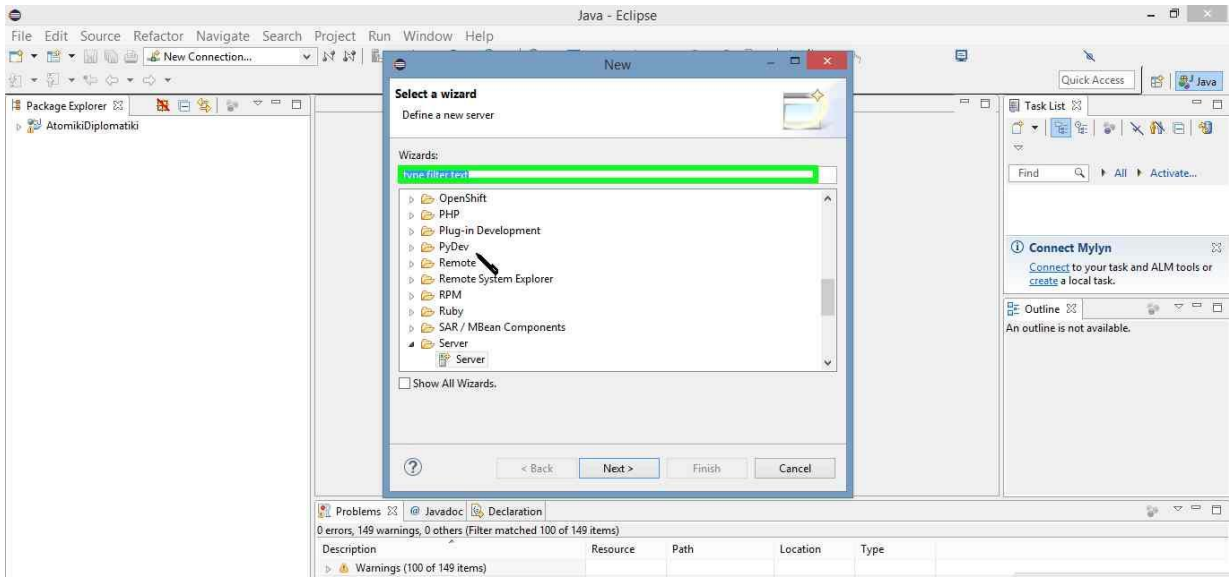 Java - Eclipse
File Edit Source Refactor Navigate Search Project Run Window Help
New Connection...
Quick Access
Java
Package Explorer
AtomikiDiplomatiki
New
Select a wizard
Define a new server
Wizards:
type filter text
OpenShift
PHP
Plug-in Development
PyDev
Remote
Remote System Explorer
RPM
Ruby
SAR / MBean Components
Server
Server
Show All Wizards.
< Back Next > Finish Cancel
Task List
Find All Activate...
Connect Mylyn
Connect to your task and ALM tools or
create a local task.
Outline
An outline is not available.
Problems @ Javadoc Declaration
0 errors, 149 warnings, 0 others (Filter matched 100 of 149 items)
Description Resource Path Location Type
Warnings (100 of 149 items)